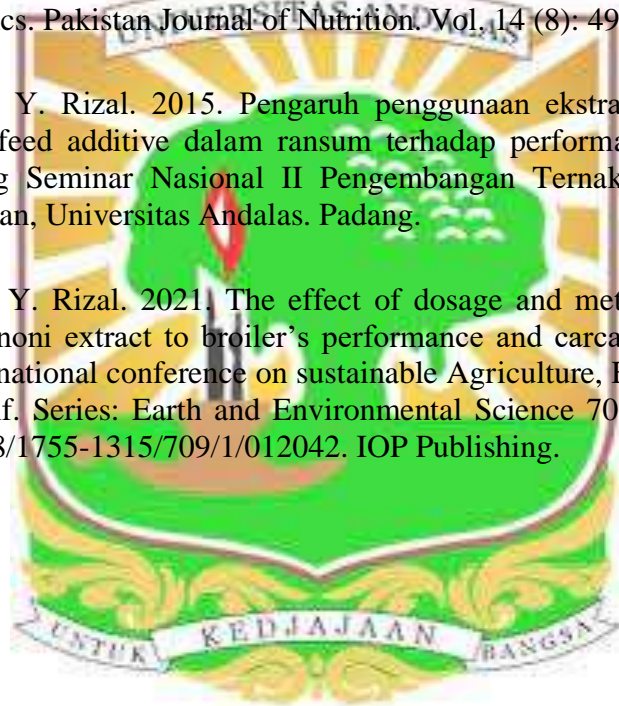 cs. Pakistan Journal of Nutrition. Vol. 14 (8): 49
UNIVERSITAS ANDALAS
Y. Rizal. 2015. Pengaruh penggunaan ekstra
feed additive dalam ransum terhadap performa
g Seminar Nasional II Pengembangan Ternak
an, Universitas Andalas. Padang.
Y. Rizal. 2021. The effect of dosage and met
noni extract to broiler’s performance and carca
national conference on sustainable Agriculture, E
f. Series: Earth and Environmental Science 70
8/1755-1315/709/1/012042. IOP Publishing.
UNTUK KEDJAJAAN BANGSA